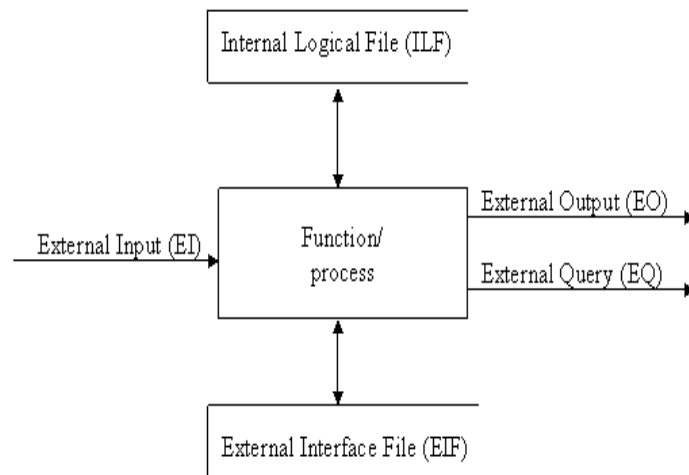 Internal Logical File (ILF)
External Input (EI)
Function/
process
External Output (EO)
External Query (EQ)
External Interface File (EIF)